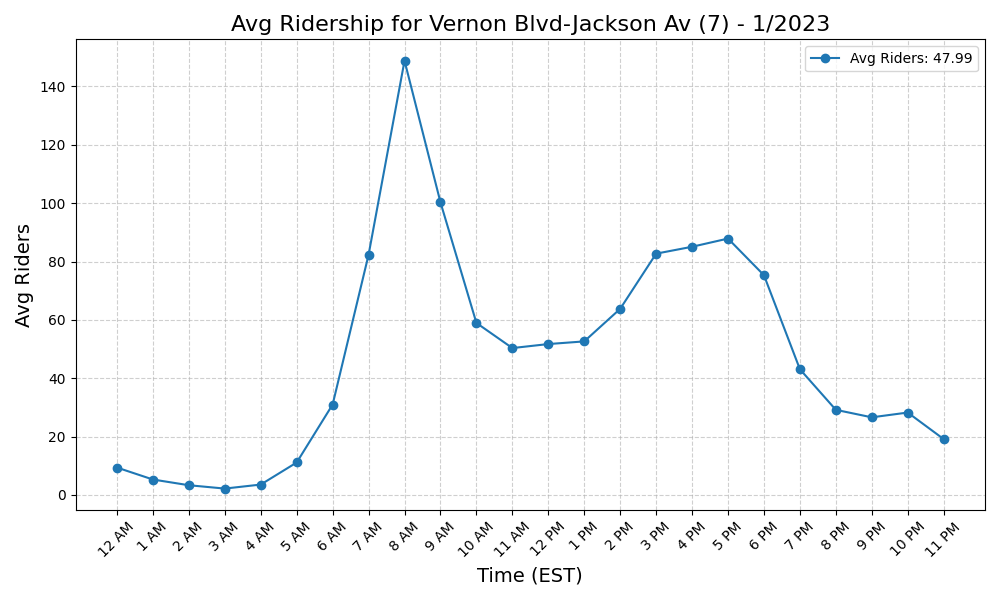 Avg Ridership for Vernon Blvd-Jackson Av (7) - 1/2023
Avg Riders: 47.99
Avg Riders
140
120
100
80
60
40
20
0
12 AM
1 AM
2 AM
3 AM
4 AM
5 AM
6 AM
7 AM
8 AM
9 AM
10 AM
11 AM
12 PM
1 PM
2 PM
3 PM
4 PM
5 PM
6 PM
7 PM
8 PM
9 PM
10 PM
11 PM
Time (EST)